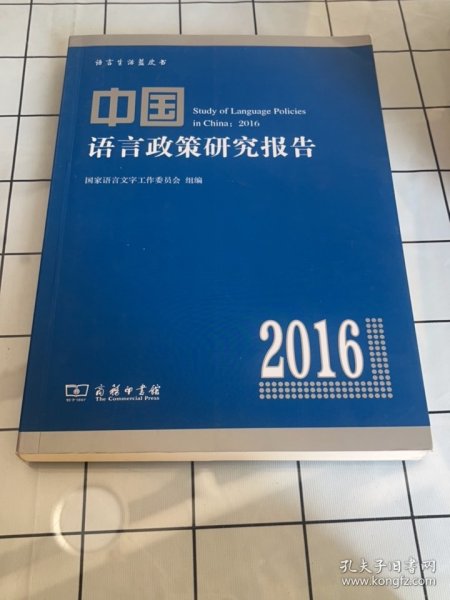 语言生活蓝皮书
中国
Study of Language Policies
in China: 2016
语言政策研究报告
国家语言文字工作委员会 组编
2016
商务印书馆
The Commercial Press
孔夫子旧书网
www.kongfz.com